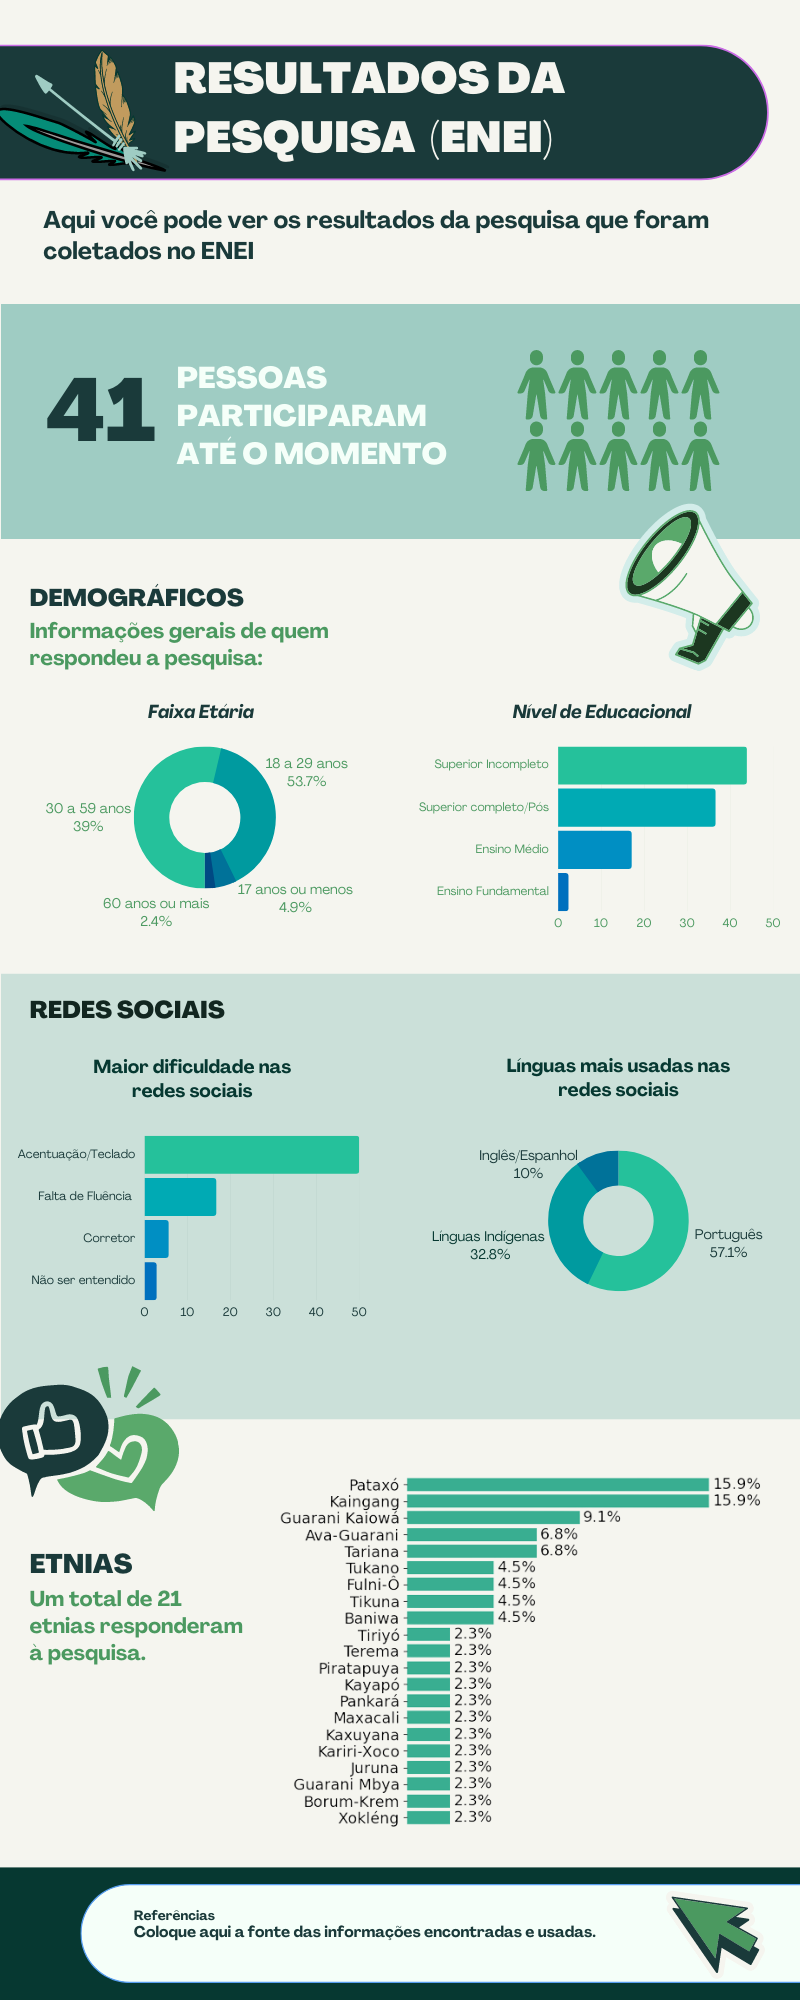 RESULTADOS DA
PESQUISA (ENEI)
Aqui você pode ver os resultados da pesquisa que foram
coletados no ENEI
41
PESSOAS
PARTICIPARAM
ATÉ O MOMENTO
DEMOGRÁFICOS
Informações gerais de quem
respondeu a pesquisa:
Faixa Etária
18 a 29 anos
53.7%
30 a 59 anos
39%
17 anos ou menos
4.9%
60 anos ou mais
2.4%
Nível de Educacional
Superior Incompleto
Superior completo/Pós
Ensino Médio
Ensino Fundamental
0 10 20 30 40 50
REDES SOCIAIS
Maior dificuldade nas
redes sociais
Acentuação/Teclado
Falta de Fluência
Corretor
Não ser entendido
0 10 20 30 40 50
Línguas mais usadas nas
redes sociais
Inglês/Espanhol
10%
Línguas Indígenas
32.8%
Português
57.1%
ETNIAS
Um total de 21
etnias responderam
à pesquisa.
Pataxó 15.9%
Kaingang 15.9%
Guarani Kaiowá 9.1%
Ava-Guarani 6.8%
Tariana 6.8%
Tukano 4.5%
Fulni-Ô 4.5%
Tikuna 4.5%
Baniwa 4.5%
Tiriyó 2.3%
Terema 2.3%
Piratapuya 2.3%
Kayapó 2.3%
Pankará 2.3%
Maxacali 2.3%
Kaxuyana 2.3%
Kariri-Xoco 2.3%
Juruna 2.3%
Guarani Mbya 2.3%
Borum-Krem 2.3%
Xokléng 2.3%
Referências
Coloque aqui a fonte das informações encontradas e usadas.